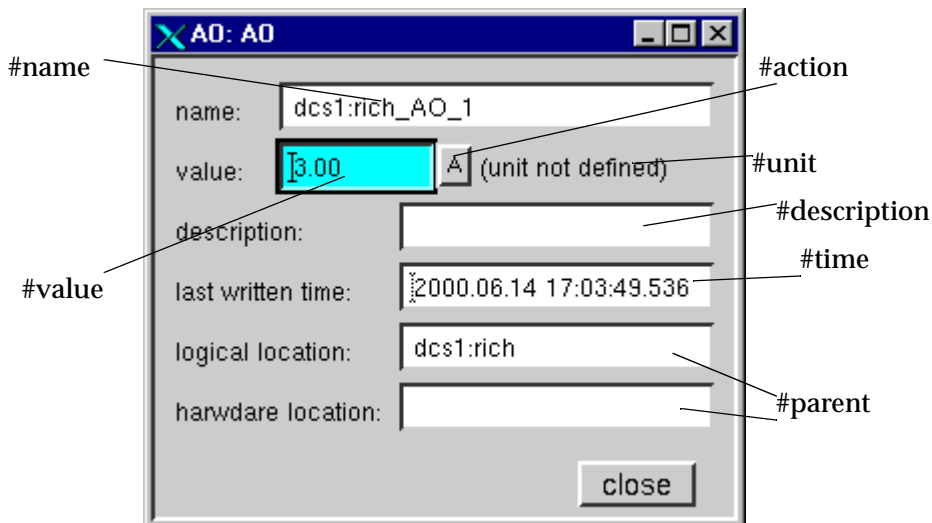 AO: AO
#name
#action
name: dcs1:rich_AO_1
value: 3.00 A (unit not defined)
#unit
#description
description:
#time
#value
last written time: 2000.06.14 17:03:49.536
logical location: dcs1:rich
#parent
harwdare location:
close